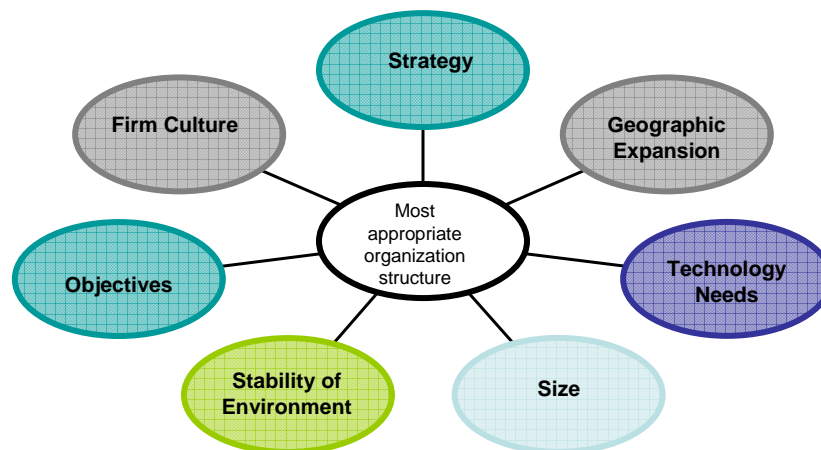 Strategy
Firm Culture
Geographic
Expansion
Most
appropriate
organization
structure
Objectives
Technology
Needs
Stability of
Environment
Size